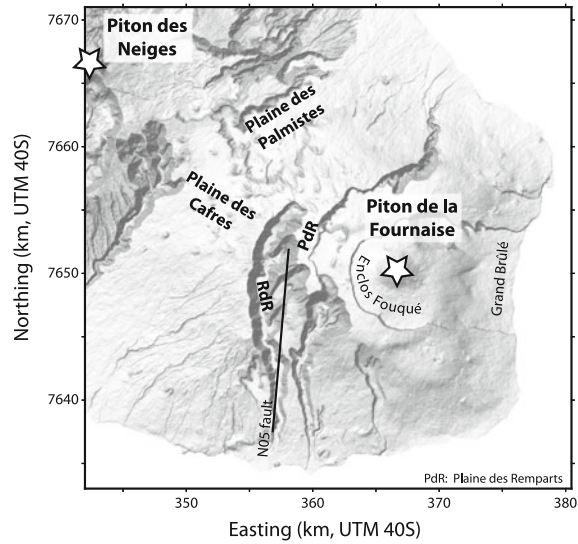 7670
7660
7650
7640
Northing (km, UTM 40S)
Piton des
Neiges
Plaine des
Palmistes
Plaine des
Cafres
PdR
RdR
Piton de la
Fournaise
Enclos Fouqué
Grand Brûlé
N05 fault
PdR: Plaine des Remparts
350
360
370
380
Easting (km, UTM 40S)